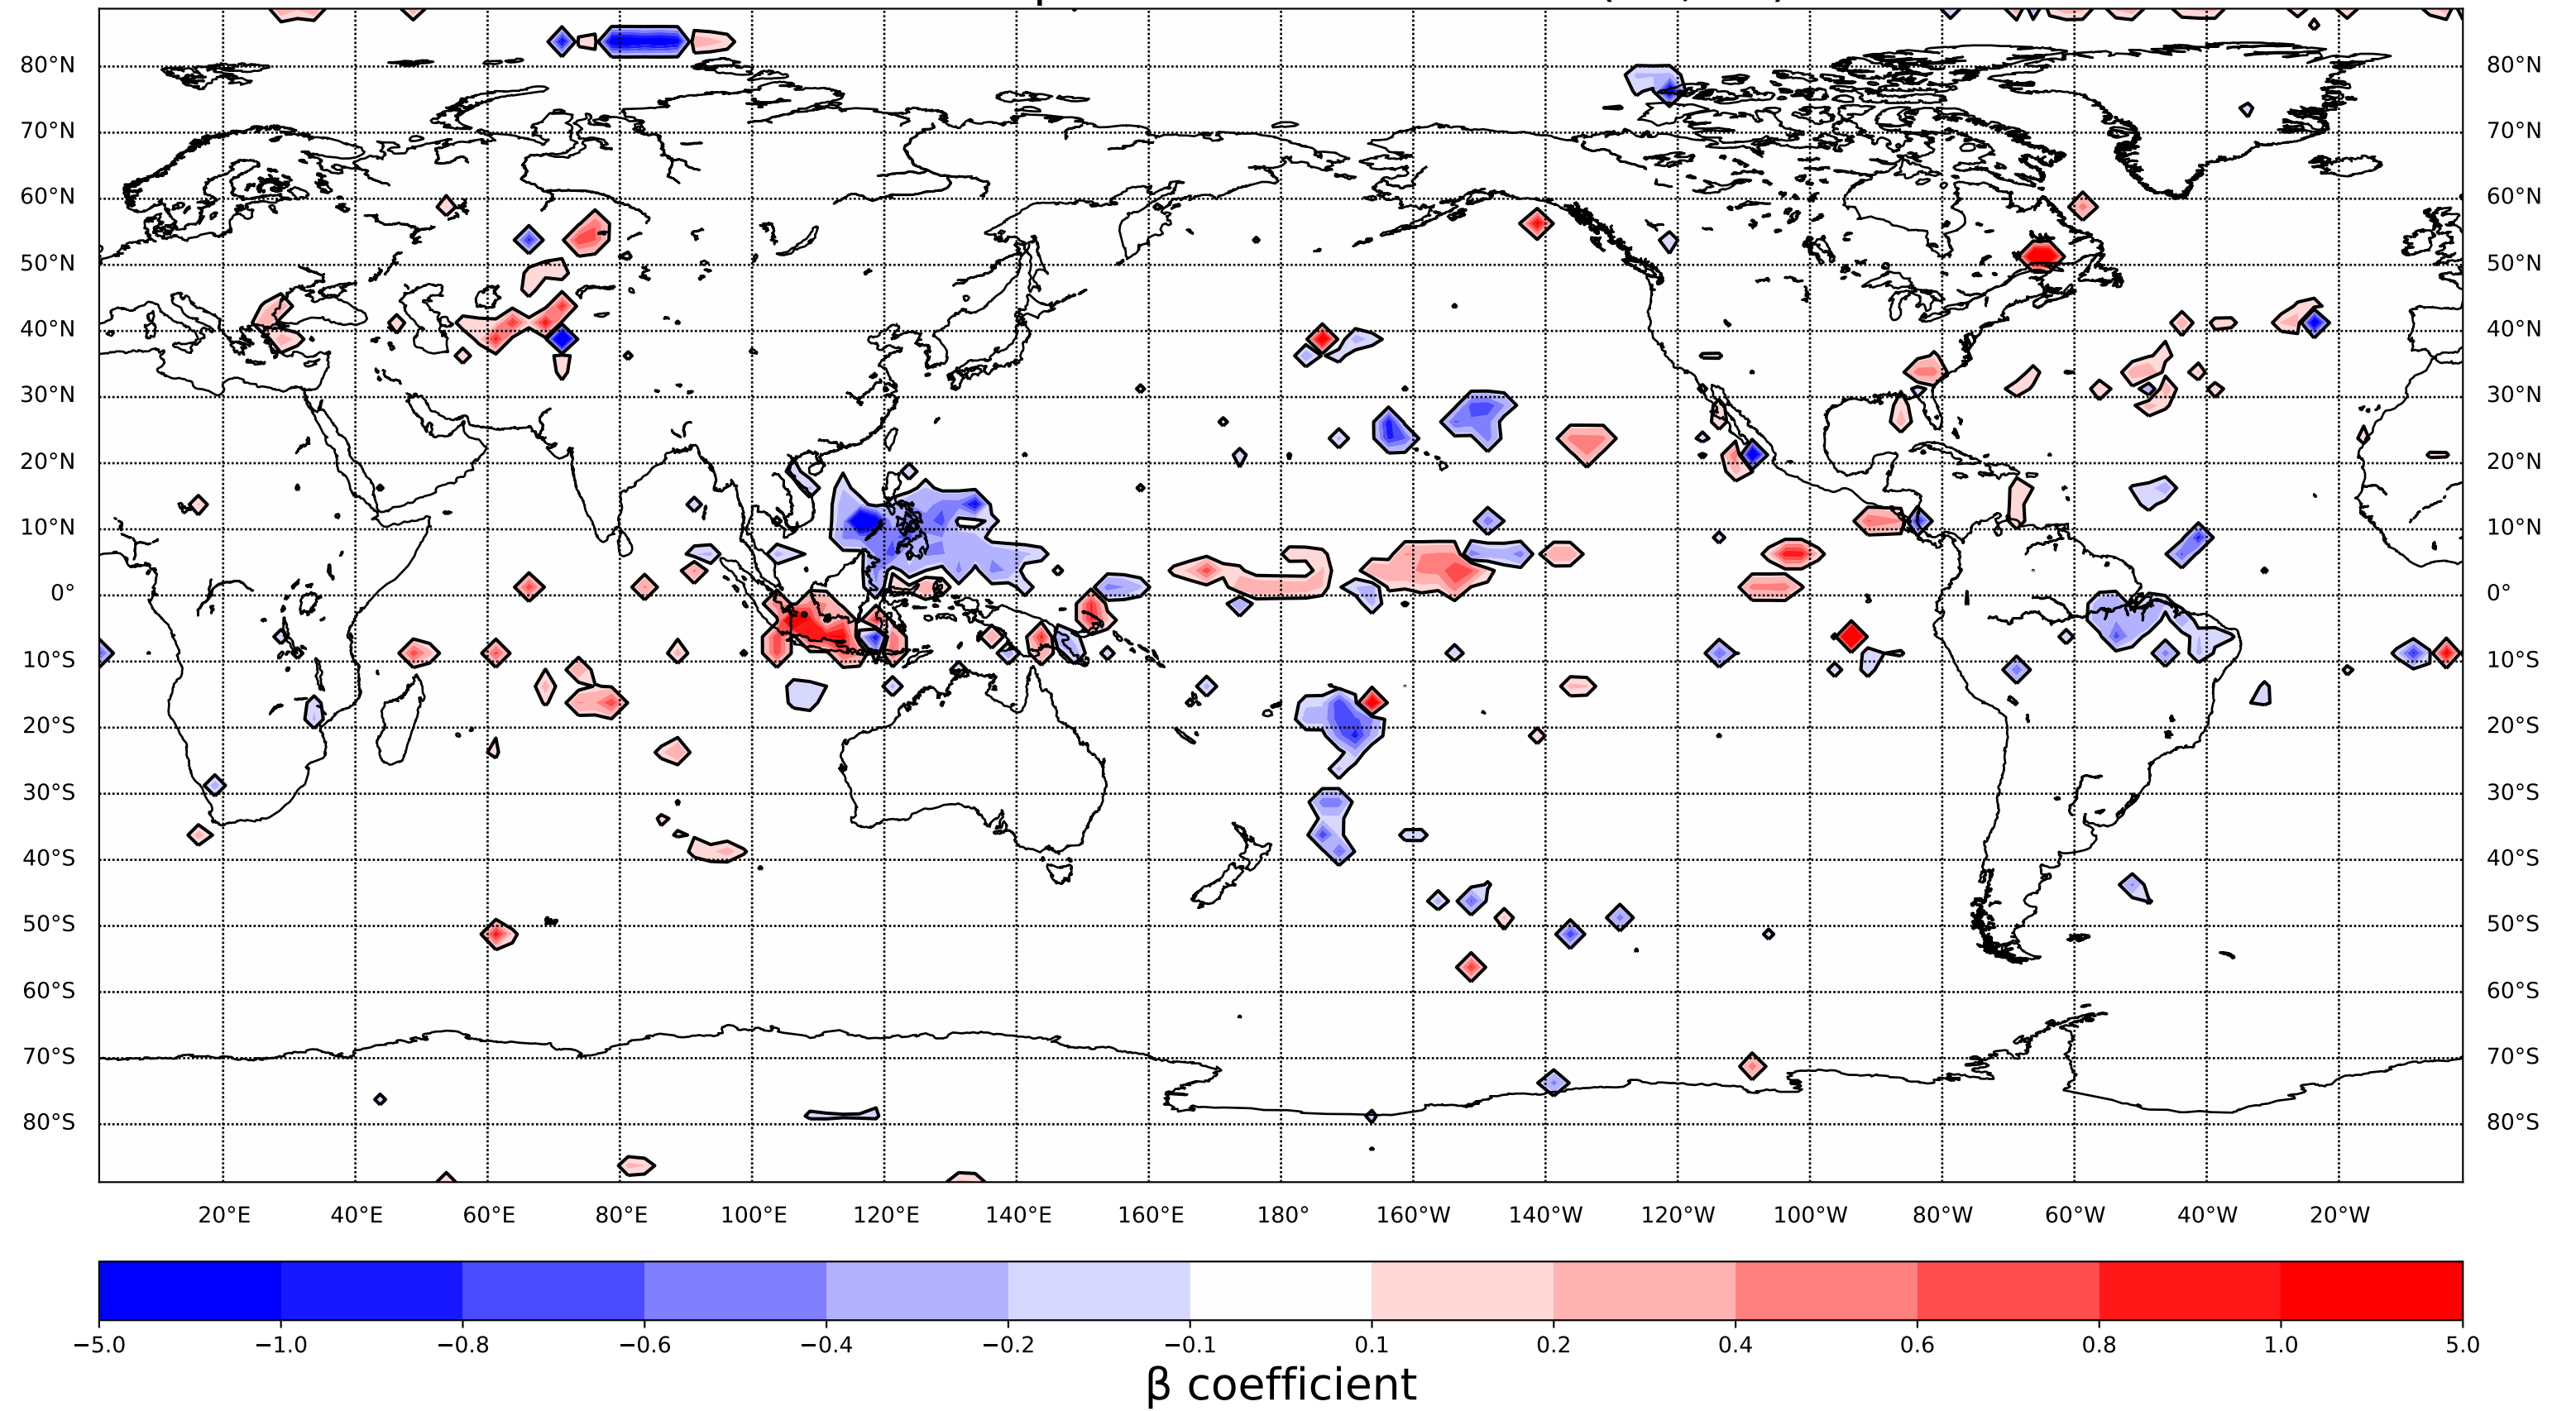 80°N 80°N
70°N 70°N
60°N 60°N
50°N 50°N
40°N 40°N
30°N 30°N
20°N 20°N
10°N 10°N
0° 0°
10°S 10°S
20°S 20°S
30°S 30°S
40°S 40°S
50°S 50°S
60°S 60°S
70°S 70°S
80°S 80°S
20°E 40°E 60°E 80°E 100°E 120°E 140°E 160°E 180° 160°W 140°W 120°W 100°W 80°W 60°W 40°W 20°W
−5.0 −1.0 −0.8 −0.6 −0.4 −0.2 −0.1 0.1 0.2 0.4 0.6 0.8 1.0 5.0
β coefficient